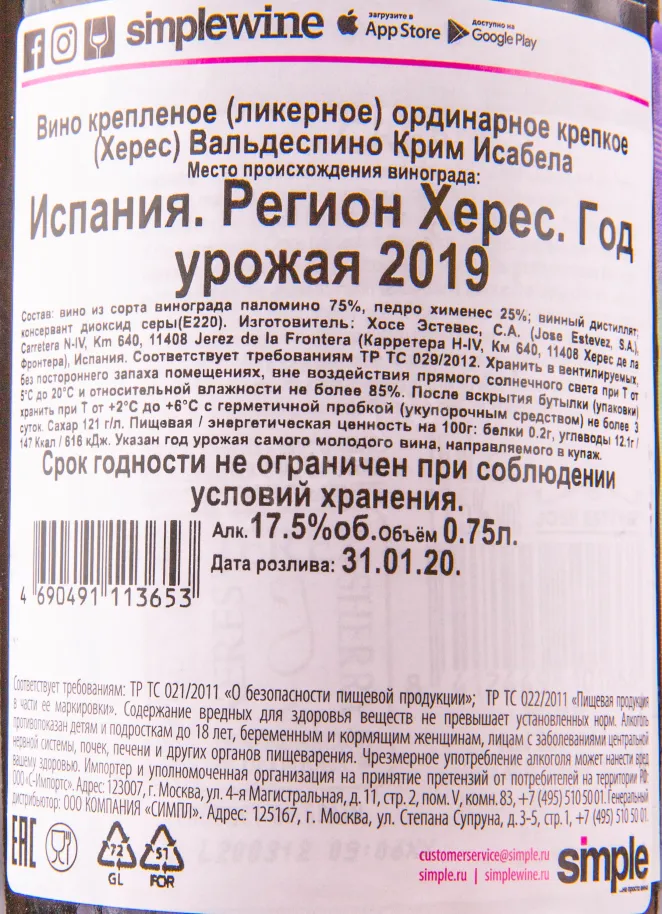 simplewine загрузите в App Store доступно на Google Play
Вино крепленое (ликерное) ординарное крепкое
(Херес) Вальдеспино Крим Исабела
Место происхождения винограда:
Испания. Регион Херес. Год
урожая 2019
Состав: вино из сорта винограда паломино 75%, педро хименес 25%; винный дистиллят;
консервант диоксид серы(E220). Изготовитель: Хосе Эстевес, С.А. (Jose Estevez, S.A.)
Carretera N-IV, Km 640, 11408 Jerez de la Frontera (Карретера Н-IV, Км 640, 11408 Херес де ла
Фронтера), Испания. Соответствует требованиям ТР ТС 029/2012. Хранить в вентилируемых,
без постороннего запаха помещениях, вне воздействия прямого солнечного света при Т от
5°С до 20°С и относительной влажности не более 85%. После вскрытия бутылки (упаковки)
хранить при Т от +2°С до +6°С с герметичной пробкой (укупорочным средством) не более 3
суток. Сахар 121 г/л. Пищевая / энергетическая ценность на 100г: белки 0.2г, углеводы 12.1г /
147 Ккал / 616 кДж. Указан год урожая самого молодого вина, направляемого в купаж.
Срок годности не ограничен при соблюдении
условий хранения.
Алк. 17.5%об. Объём 0.75л.
Дата розлива: 31.01.20.
4 690491 113653
Соответствует требованиям: ТР ТС 021/2011 «О безопасности пищевой продукции»; ТР ТС 022/2011 «Пищевая продукция
в части ее маркировки». Содержание вредных для здоровья веществ не превышает установленных норм. Алкоголь
противопоказан детям и подросткам до 18 лет, беременным и кормящим женщинам, лицам с заболеваниями центральной
нервной системы, почек, печени и других органов пищеварения. Чрезмерное употребление алкоголя может нанести вред
вашему здоровью. Импортер и уполномоченная организация на принятие претензий от потребителей на территории РФ:
ООО «С-Импортс». Адрес: 123007, г. Москва, ул. 4-я Магистральная, д. 11, стр. 2, пом. V, комн. 83, +7 (495) 510 50 01. Генеральный
дистрибьютор: ООО КОМПАНИЯ «СИМПЛ». Адрес: 125167, г. Москва, ул. Степана Супруна, д. 3-5, стр. 1, +7 (495) 510 50 01.
EAC 72 GL 51 FOR
customerservice@simple.ru
simple.ru | simplewine.ru
simple
...не просто вина